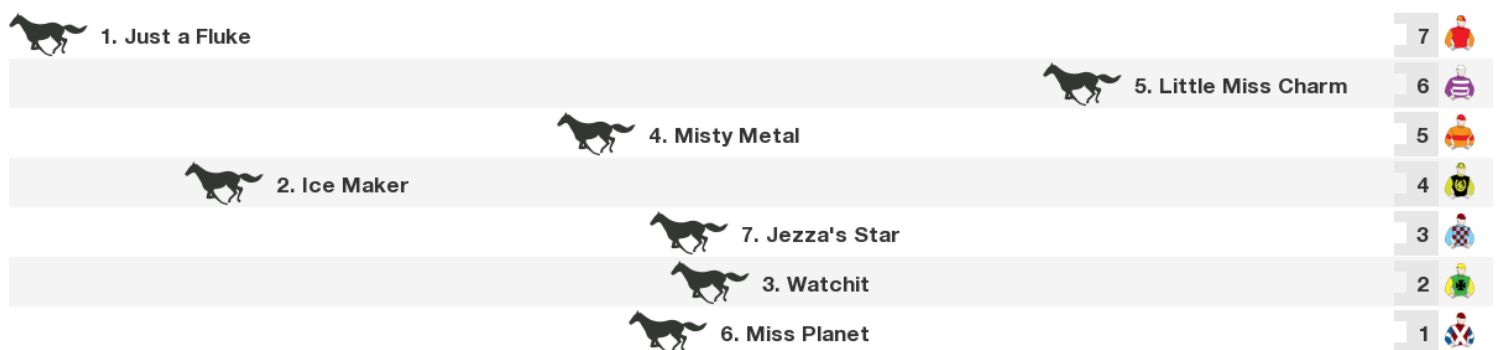 1. Just a Fluke 7
5. Little Miss Charm 6
4. Misty Metal 5
2. Ice Maker 4
7. Jezza's Star 3
3. Watchit 2
6. Miss Planet 1